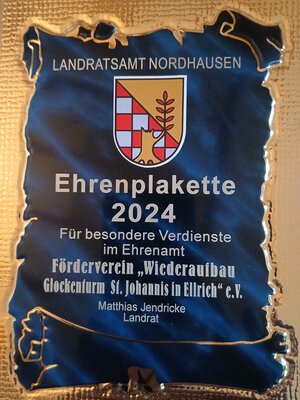 LANDRATSAMT NORDHAUSEN
Ehrenplakette
2024
Für besondere Verdienste
im Ehrenamt
Förderverein „Wiederaufbau
Glockenturm St. Johannis in Ellrich" e.V.
Matthias Jendricke
Landrat